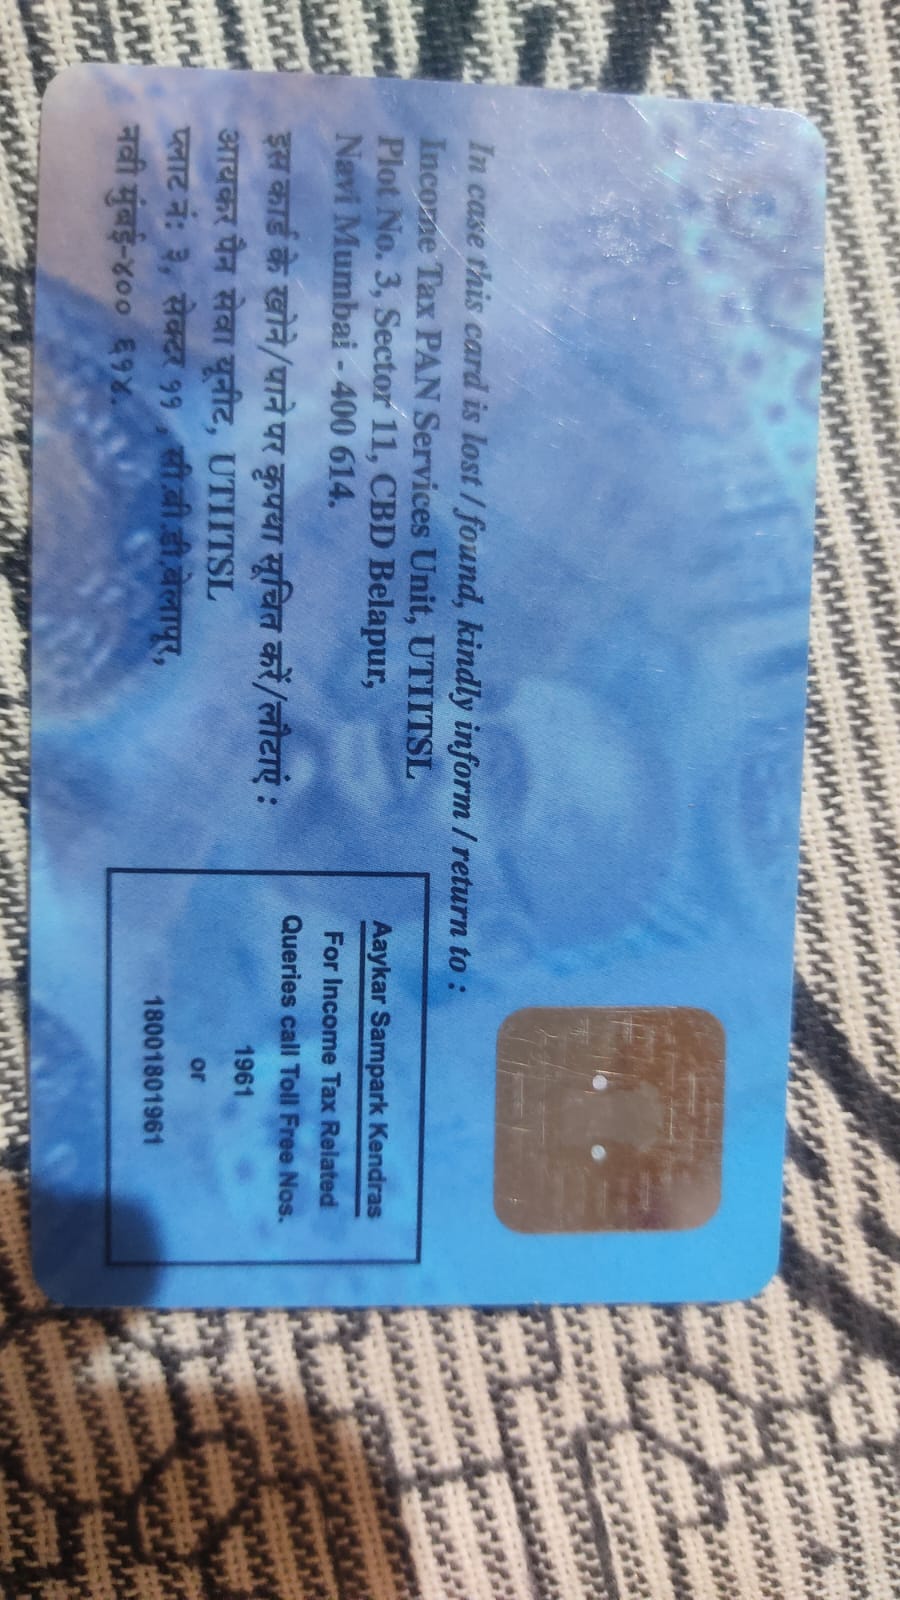 In case this card is lost / found, kindly inform / return to :
Income Tax PAN Services Unit, UTIITSL
Plot No. 3, Sector 11, CBD Belapur,
Navi Mumbai - 400 614.
इस कार्ड के खोने/पाने पर कृपया सूचित करें/लौटाएं :
आयकर पैन सेवा यूनीट, UTIITSL
प्लाट नं: ३, सेक्टर ११ , सी.बी.डी.बेलापूर,
नवी मुंबई-४०० ६१४.
Aaykar Sampark Kendras
For Income Tax Related
Queries call Toll Free Nos.
1961
or
18001801961